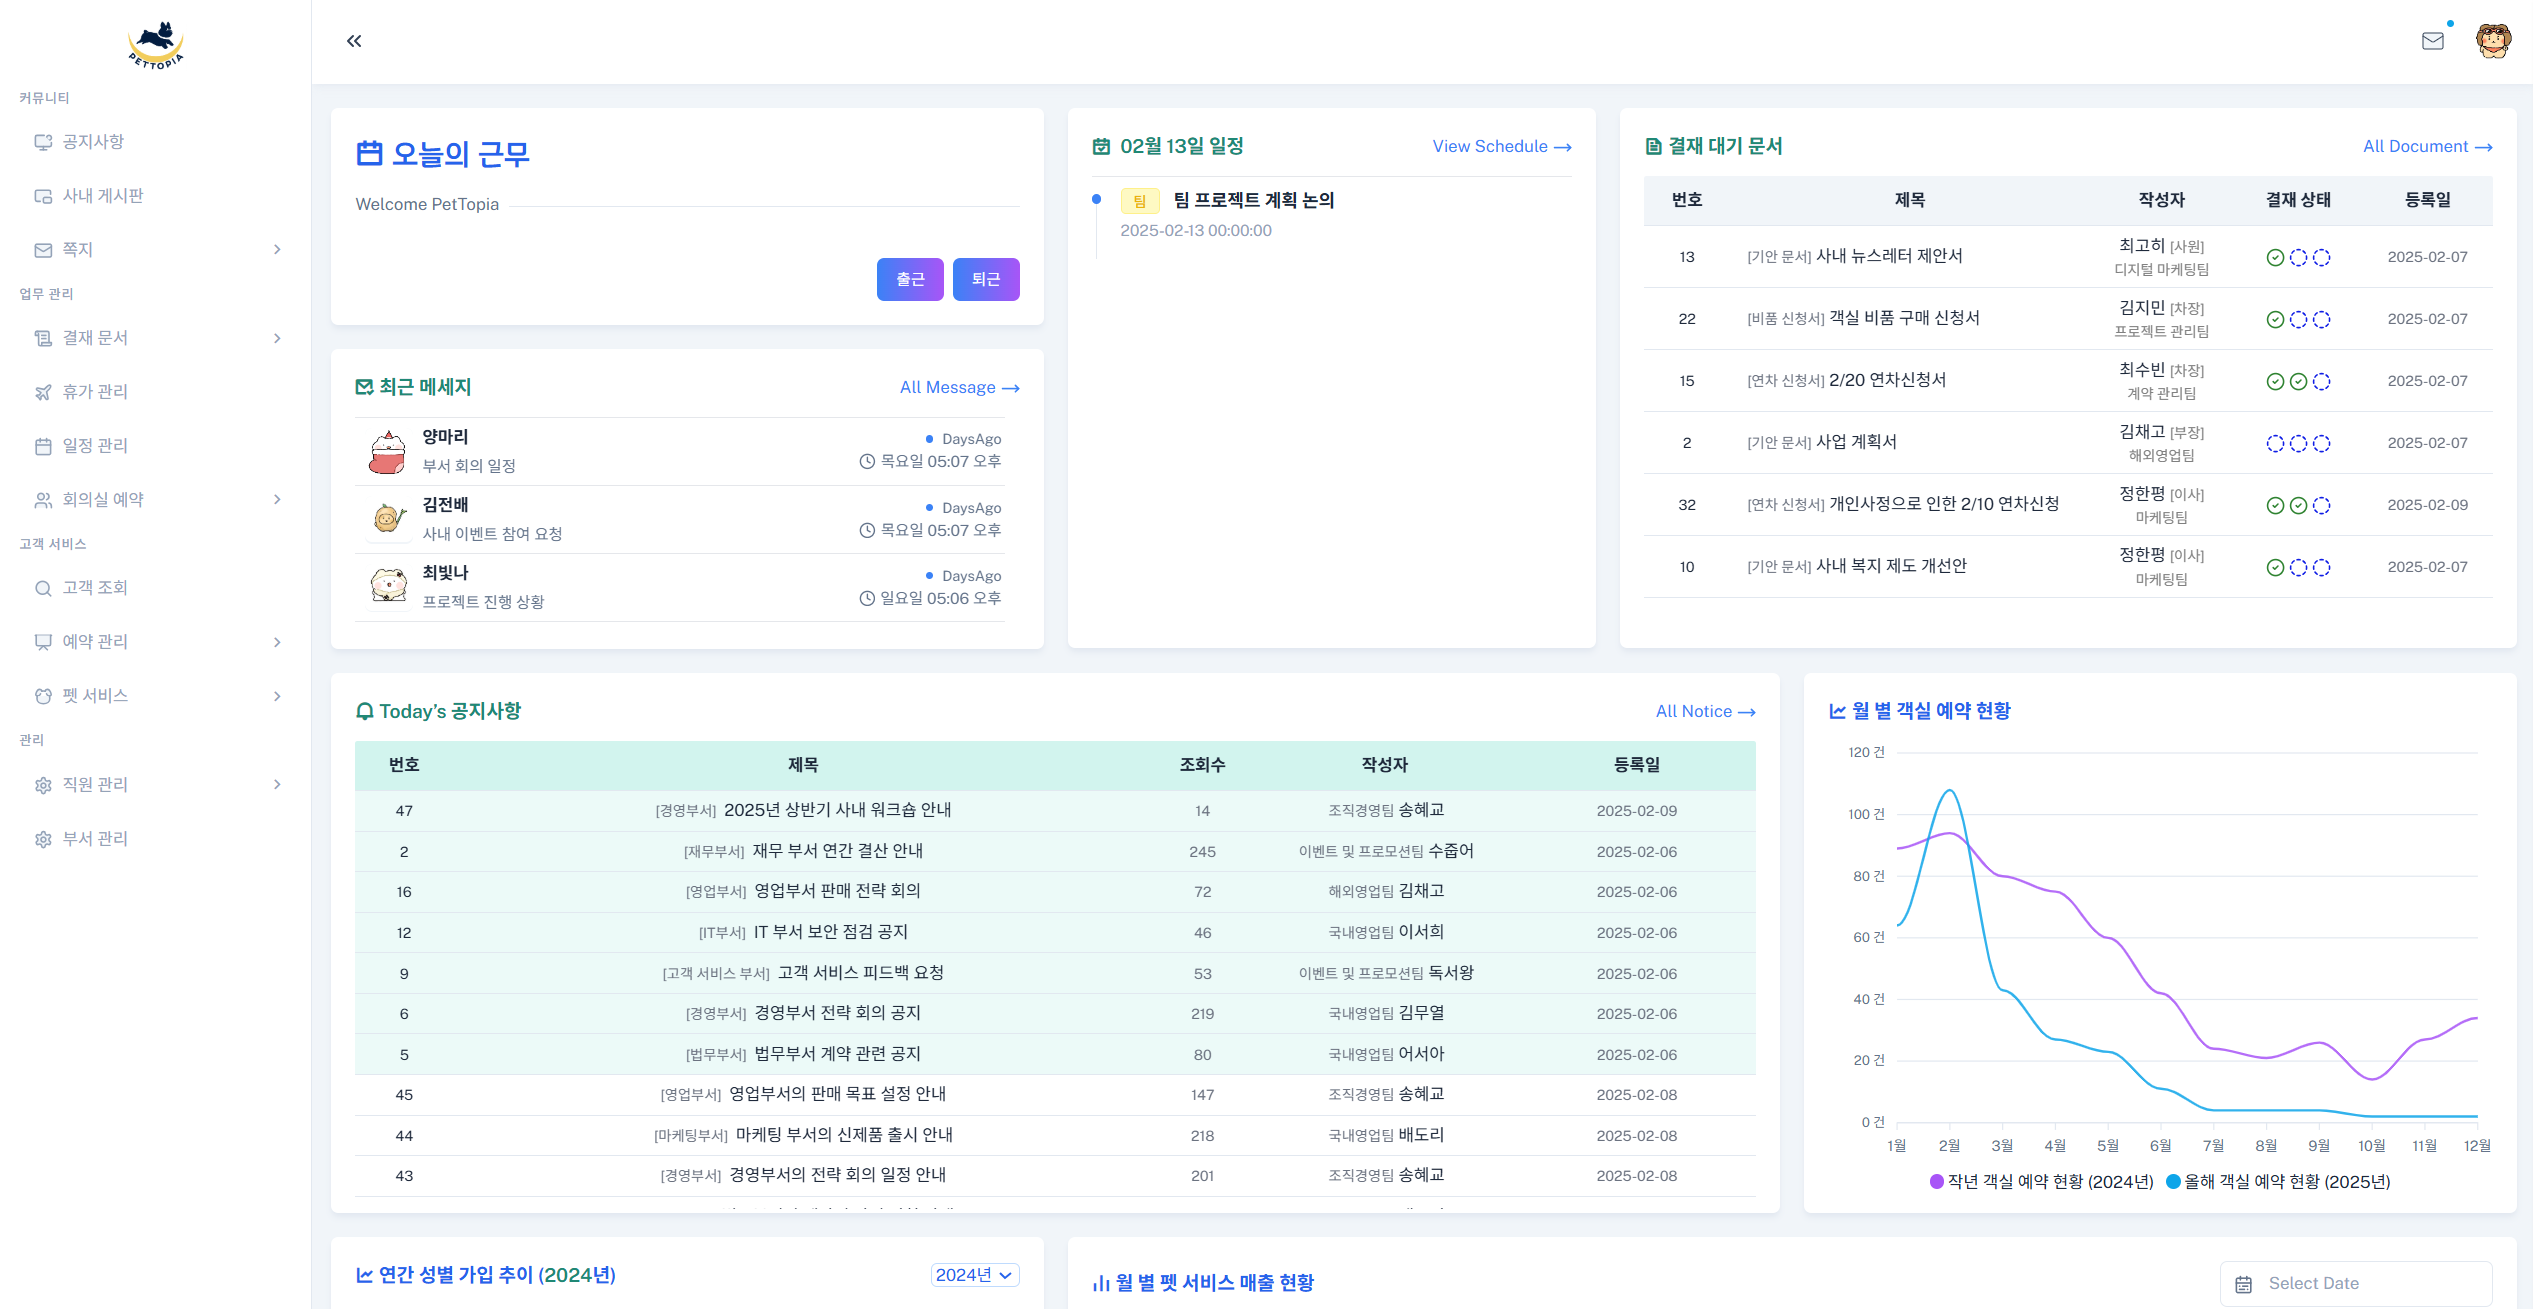 PETTOPIA
커뮤니티
공지사항
사내 게시판
쪽지
업무 관리
결재 문서
휴가 관리
일정 관리
회의실 예약
고객 서비스
고객 조회
예약 관리
펫 서비스
관리
직원 관리
부서 관리
오늘의 근무
Welcome PetTopia
출근 퇴근
최근 메세지 All Message
양마리 DaysAgo
부서 회의 일정 목요일 05:07 오후
김전배 DaysAgo
사내 이벤트 참여 요청 목요일 05:07 오후
최빛나 DaysAgo
프로젝트 진행 상황 일요일 05:06 오후
02월 13일 일정 View Schedule
팀 팀 프로젝트 계획 논의
2025-02-13 00:00:00
결재 대기 문서 All Document
번호 제목 작성자 결재 상태 등록일
13 [기안 문서] 사내 뉴스레터 제안서 최고히 [사원] 디지털 마케팅팀 2025-02-07
22 [비품 신청서] 객실 비품 구매 신청서 김지민 [차장] 프로젝트 관리팀 2025-02-07
15 [연차 신청서] 2/20 연차신청서 최수빈 [차장] 계약 관리팀 2025-02-07
2 [기안 문서] 사업 계획서 김채고 [부장] 해외영업팀 2025-02-07
32 [연차 신청서] 개인사정으로 인한 2/10 연차신청 정한평 [이사] 마케팅팀 2025-02-09
10 [기안 문서] 사내 복지 제도 개선안 정한평 [이사] 마케팅팀 2025-02-07
Today's 공지사항 All Notice
번호 제목 조회수 작성자 등록일
47 [경영부서] 2025년 상반기 사내 워크숍 안내 14 조직경영팀 송혜교 2025-02-09
2 [재무부서] 재무 부서 연간 결산 안내 245 이벤트 및 프로모션팀 수줍어 2025-02-06
16 [영업부서] 영업부서 판매 전략 회의 72 해외영업팀 김채고 2025-02-06
12 [IT부서] IT 부서 보안 점검 공지 46 국내영업팀 이서희 2025-02-06
9 [고객 서비스 부서] 고객 서비스 피드백 요청 53 이벤트 및 프로모션팀 독서왕 2025-02-06
6 [경영부서] 경영부서 전략 회의 공지 219 국내영업팀 김무열 2025-02-06
5 [법무부서] 법무부서 계약 관련 공지 80 국내영업팀 어서아 2025-02-06
45 [영업부서] 영업부서의 판매 목표 설정 안내 147 조직경영팀 송혜교 2025-02-08
44 [마케팅부서] 마케팅 부서의 신제품 출시 안내 218 국내영업팀 배도리 2025-02-08
43 [경영부서] 경영부서의 전략 회의 일정 안내 201 조직경영팀 송혜교 2025-02-08
월 별 객실 예약 현황
120 건
100 건
80 건
60 건
40 건
20 건
0 건
1월 2월 3월 4월 5월 6월 7월 8월 9월 10월 11월 12월
작년 객실 예약 현황 (2024년) 올해 객실 예약 현황 (2025년)
연간 성별 가입 추이 (2024년) 2024년
월 별 펫 서비스 매출 현황 Select Date